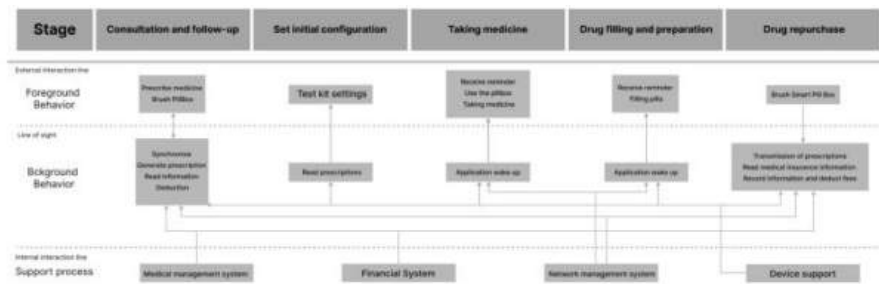 Stage
Consultation and follow-up
Set initial configuration
Taking medicine
Drug filling and preparation
Drug repurchase
External interaction line
Foreground
Behavior
Prescribe medicine
Brush PillBox
Test kit settings
Receive reminder
Use the pillbox
Taking medicine
Receive reminder
Filling pills
Brush Smart Pill Box
Line of sight
Bckground
Behavior
Synchronize
Generate prescription
Read information
Deduction
Read prescriptions
Application wake up
Application wake up
Transmission of prescriptions
Read medical insurance information
Record information and deduct fees
Internal interaction line
Support process
Medical management system
Financial System
Network management system
Device support